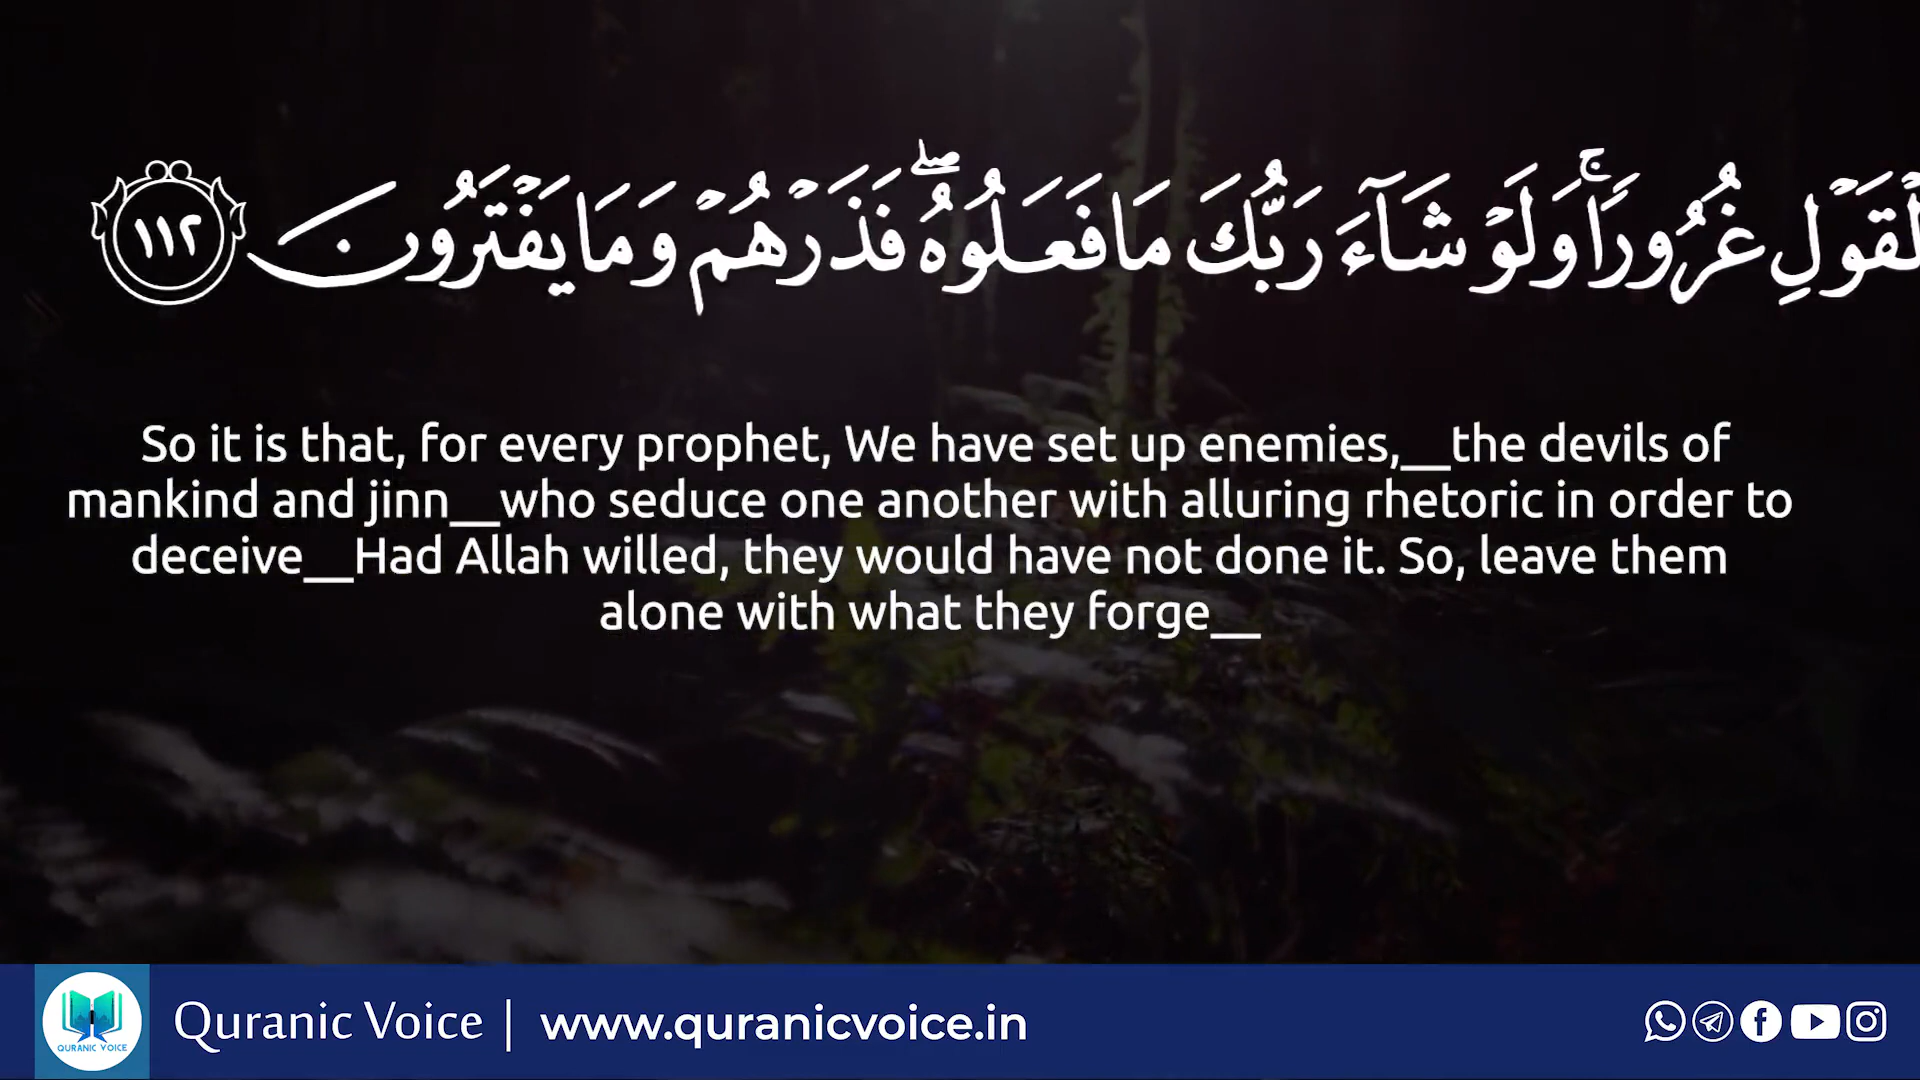 لْقَوْلِ غُرُورًا ۚ وَلَوْ شَآءَ رَبُّكَ مَا فَعَلُوهُ ۖ فَذَرْهُمْ وَمَا يَفْتَرُونَ ١١٢
So it is that, for every prophet, We have set up enemies,__the devils of
mankind and jinn__who seduce one another with alluring rhetoric in order to
deceive__Had Allah willed, they would have not done it. So, leave them
alone with what they forge__
QURANIC VOICE
Quranic Voice | www.quranicvoice.in